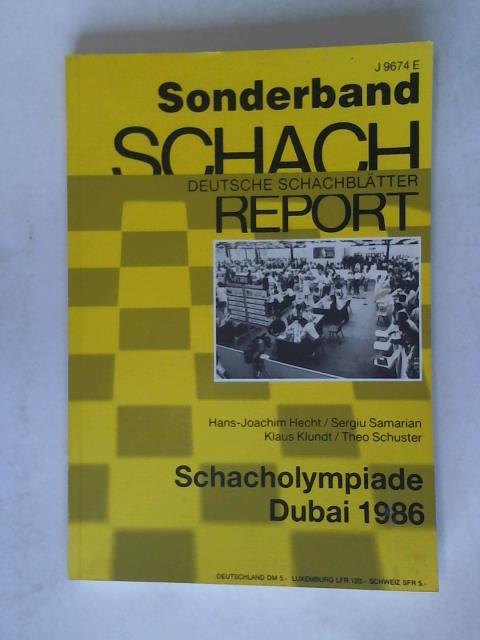 J 9674 E
Sonderband
SCHACH
DEUTSCHE SCHACHBLÄTTER
REPORT
Hans-Joachim Hecht / Sergiu Samarian
Klaus Klundt / Theo Schuster
Schacholympiade
Dubai 1986
DEUTSCHLAND DM 5.- LUXEMBURG LFR 120.- SCHWEIZ SFR 5.-